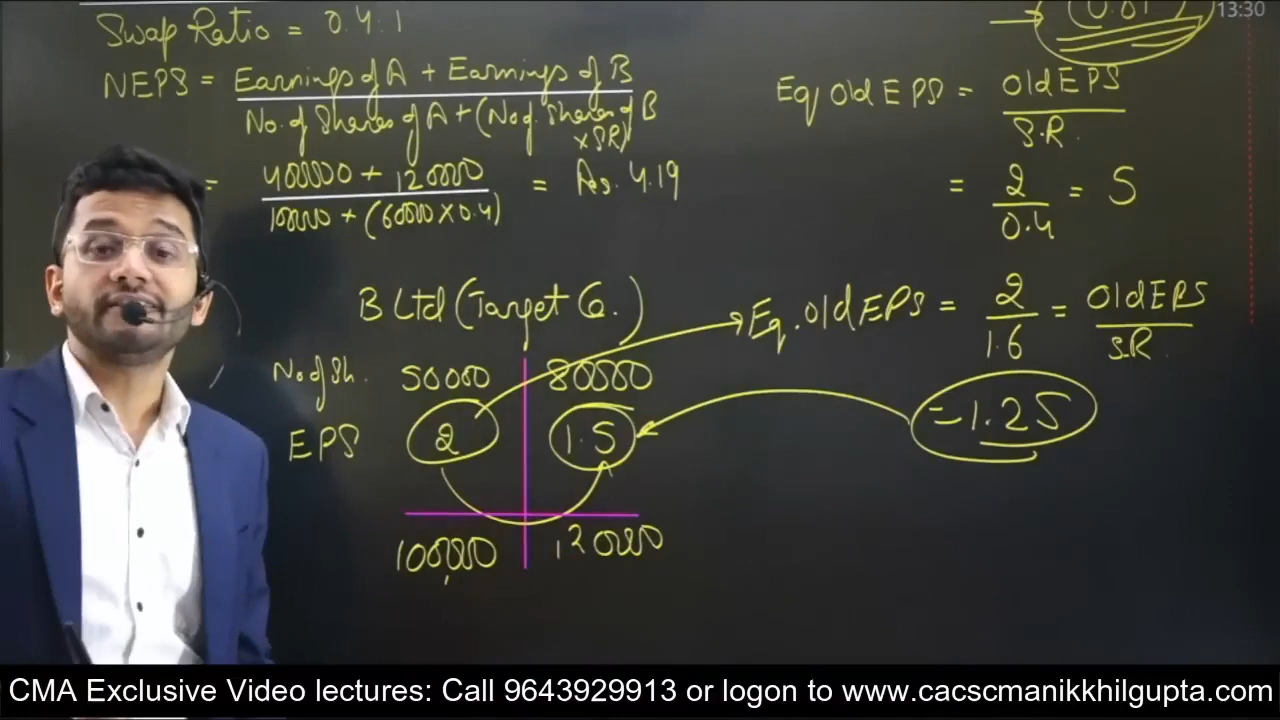 13:30
Swap Ratio = 0.4:1
NEPS = Earnings of A + Earnings of B
No. of Shares of A + (No of. Shares of B
x SR)
= 400000 + 120000
100000 + (60000 x 0.4)
= Rs. 4.19
(0.01)
Eq Old EPS = Old EPS
S.R.
= 2
0.4
= 5
B Ltd (Target Co.)
Eq. Old EPS = 2
1.6
= Old EPS
S.R.
= 1.25
No of Sh. 50000 80000
EPS 2 1.5
100,000 120000
CMA Exclusive Video lectures: Call 9643929913 or logon to www.cacscmanikkhilgupta.com